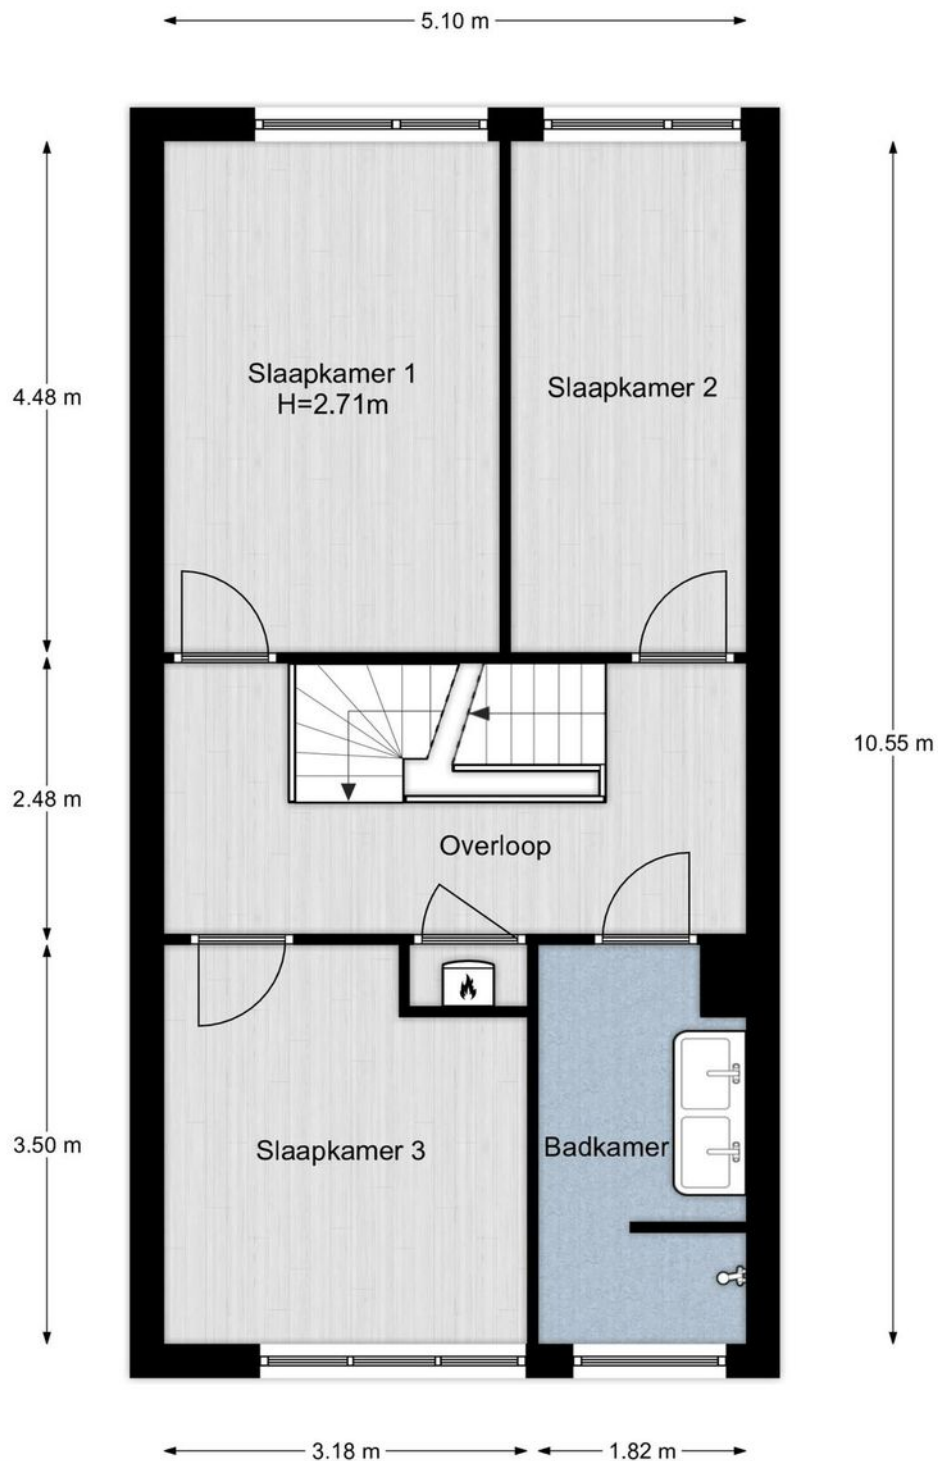 5.10 m
Slaapkamer 1
H=2.71m
Slaapkamer 2
4.48 m
10.55 m
2.48 m
Overloop
3.50 m
Slaapkamer 3
Badkamer
3.18 m
1.82 m